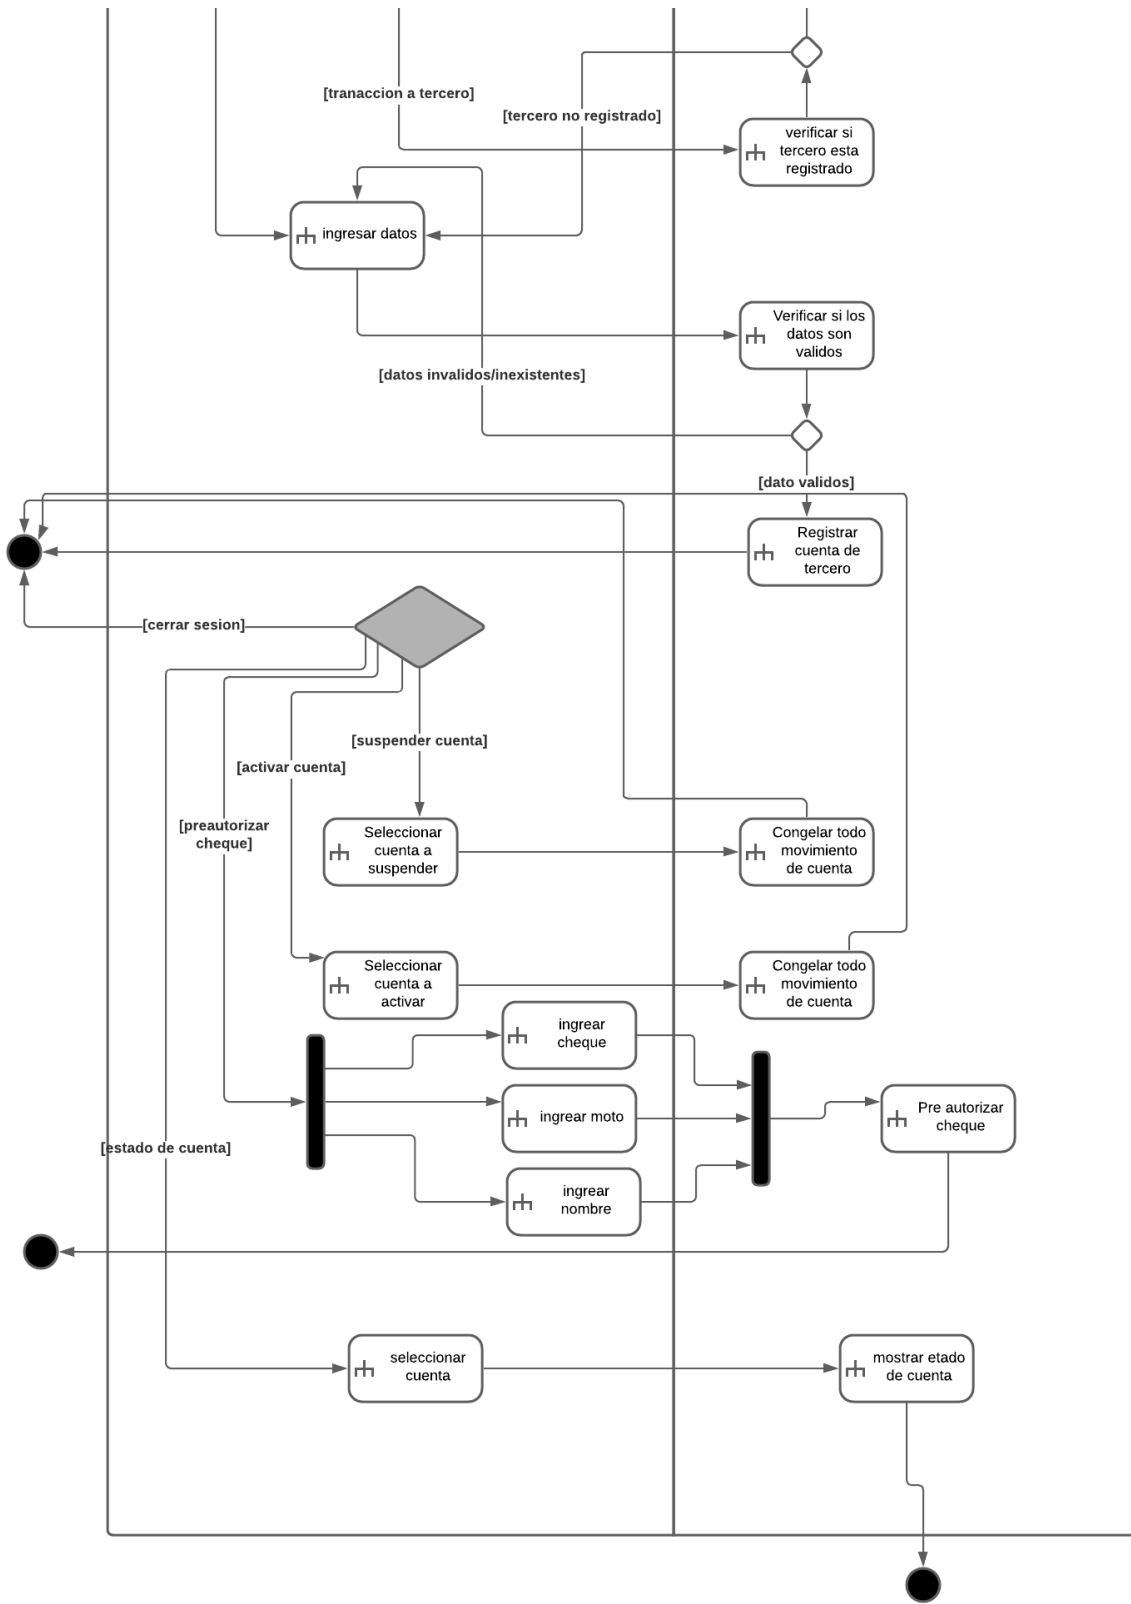 [tranaccion a tercero]
[tercero no registrado]
verificar si
tercero esta
registrado
ingresar datos
Verificar si los
datos son
validos
[datos invalidos/inexistentes]
[dato validos]
Registrar
cuenta de
tercero
[cerrar sesion]
[suspender cuenta]
[activar cuenta]
[preautorizar
cheque]
Seleccionar
cuenta a
suspender
Congelar todo
movimiento
de cuenta
Seleccionar
cuenta a
activar
Congelar todo
movimiento
de cuenta
ingrear
cheque
ingrear moto
Pre autorizar
cheque
[estado de cuenta]
ingrear
nombre
seleccionar
cuenta
mostrar etado
de cuenta